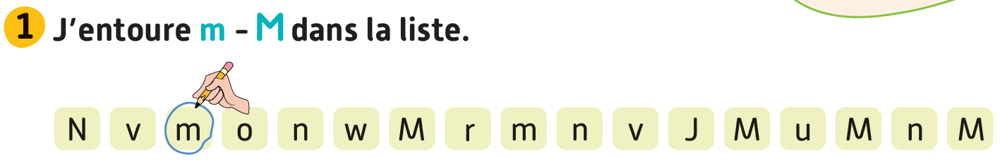 1 J’entoure m - M dans la liste.
N v m o n w M r m n v J M u M n M